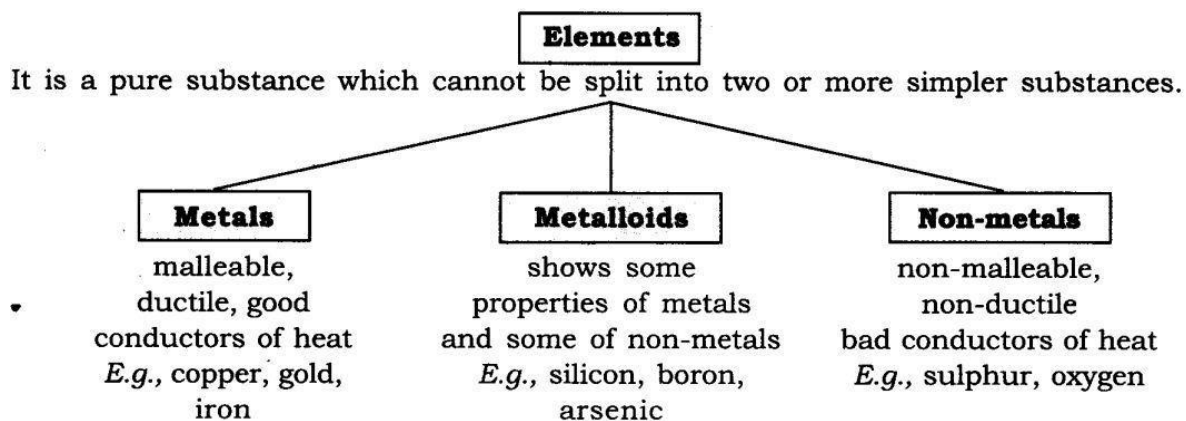 Elements
It is a pure substance which cannot be split into two or more simpler substances.
Metals
malleable,
ductile, good
conductors of heat
E.g., copper, gold,
iron
Metalloids
shows some
properties of metals
and some of non-metals
E.g., silicon, boron,
arsenic
Non-metals
non-malleable,
non-ductile
bad conductors of heat
E.g., sulphur, oxygen